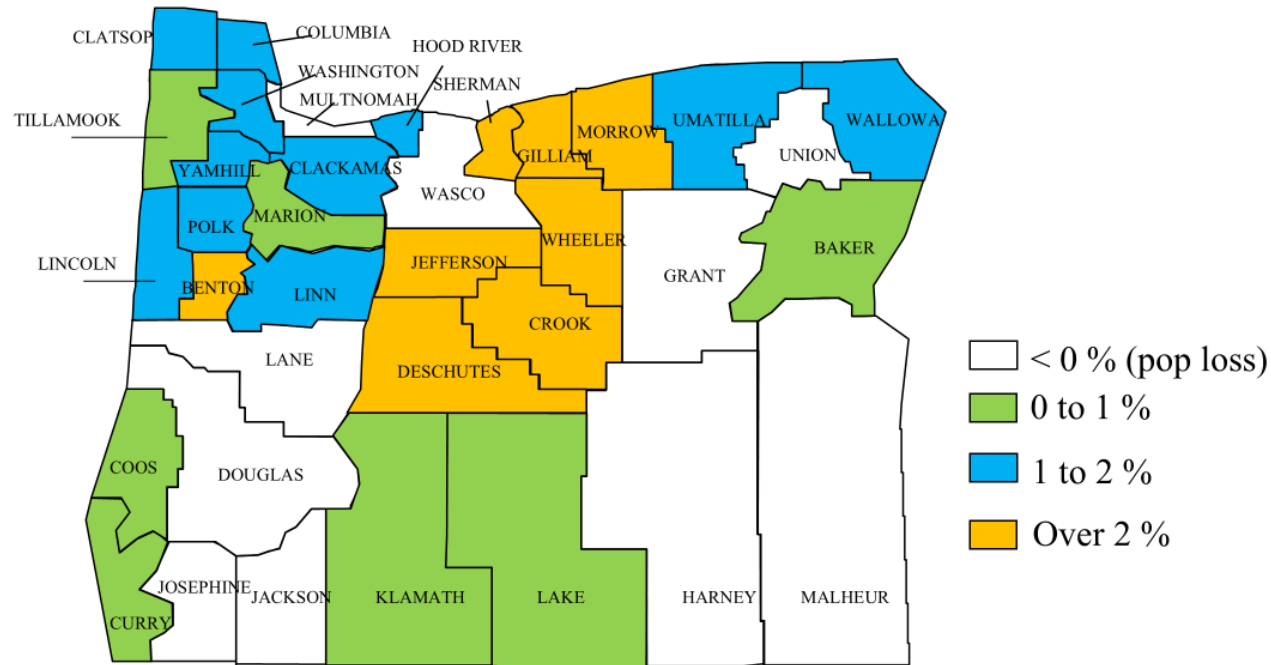 CLATSOP
COLUMBIA
HOOD RIVER
WASHINGTON
SHERMAN
MULTNOMAH
TILLAMOOK
MORROW
UMATILLA
WALLOWA
GILLIAM
UNION
YAMHILL
CLACKAMAS
WASCO
MARION
POLK
WHEELER
BAKER
LINCOLN
JEFFERSON
GRANT
BENTON
LINN
CROOK
LANE
DESCHUTES
< 0 % (pop loss)
0 to 1 %
COOS
DOUGLAS
1 to 2 %
Over 2 %
JOSEPHINE
JACKSON
KLAMATH
LAKE
HARNEY
MALHEUR
CURRY